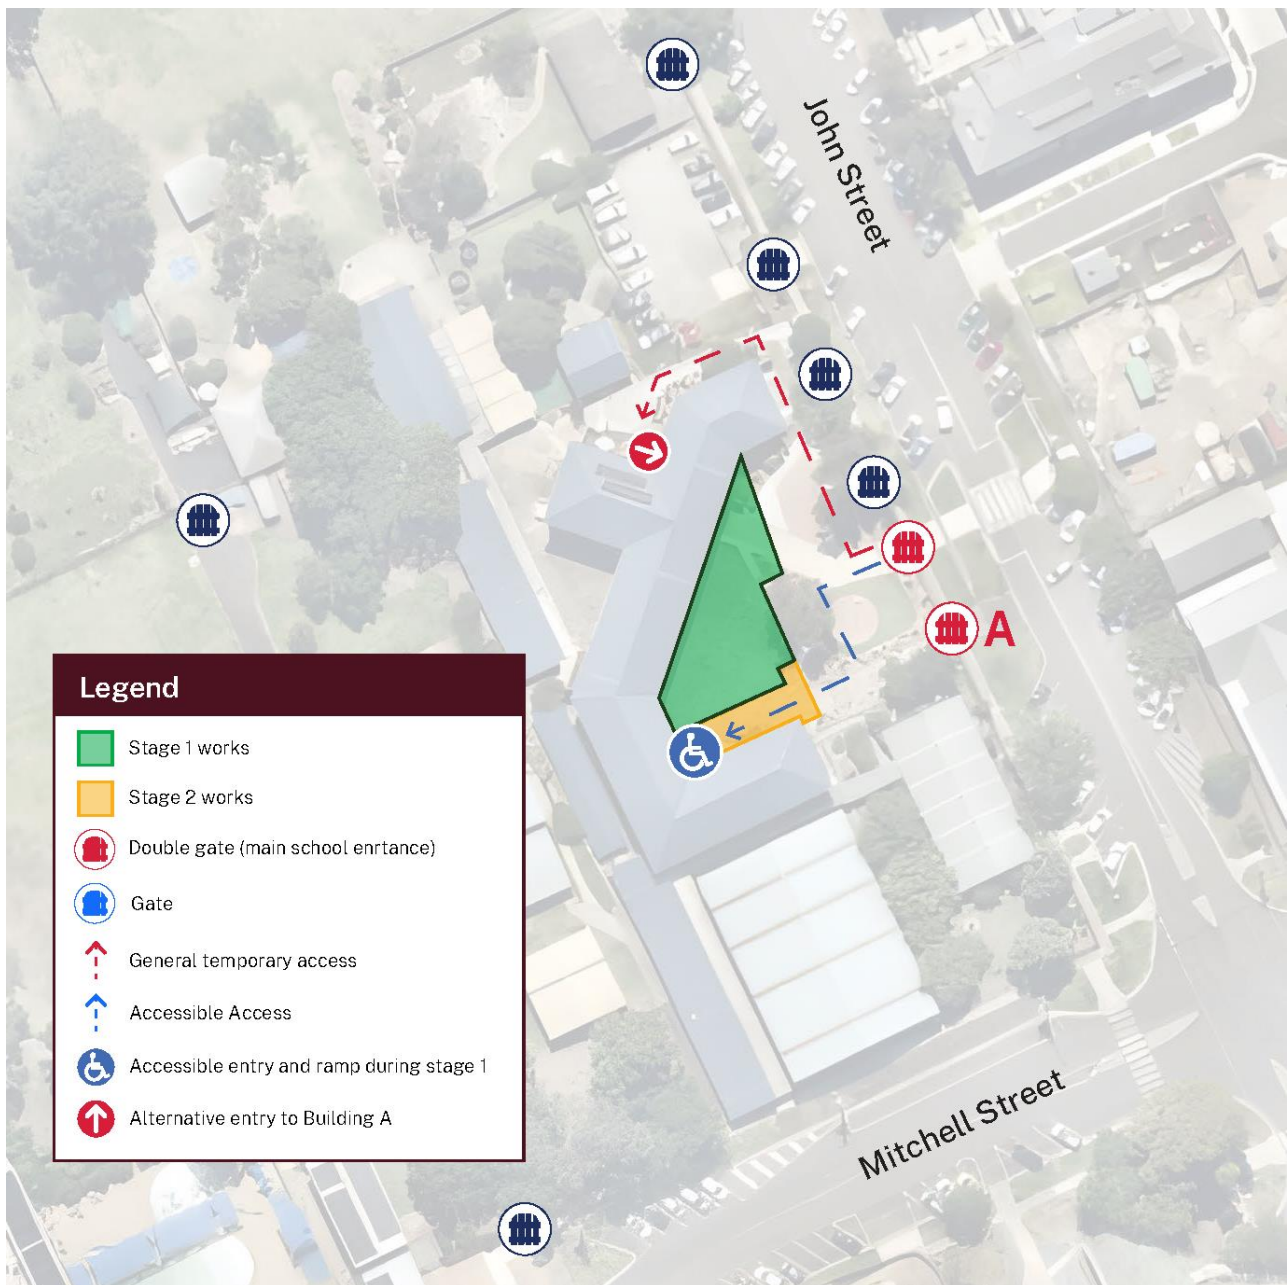 John Street
A
Legend
Stage 1 works
Stage 2 works
Double gate (main school enrtance)
Gate
General temporary access
Accessible Access
Accessible entry and ramp during stage 1
Alternative entry to Building A
Mitchell Street